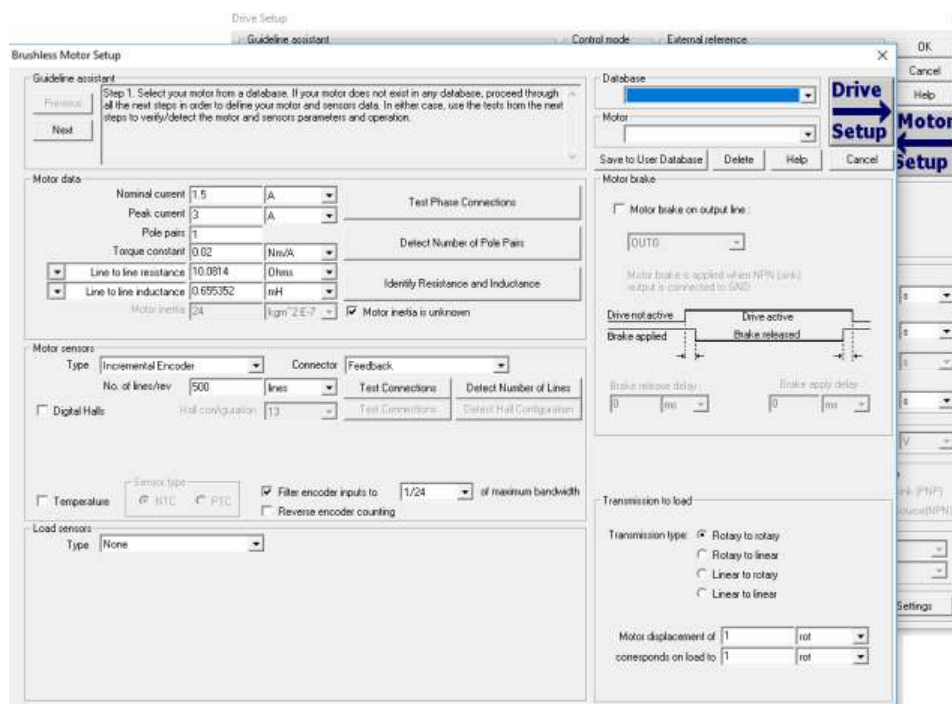 Drive Setup
Guideline assistant Control mode External reference
OK
Cancel
Help
Motor
Setup
Brushless Motor Setup
Guideline assistant
Previous
Next
Step 1. Select your motor from a database. If your motor does not exist in any database, proceed through
all the next steps in order to define your motor and sensors data. In either case, use the tests from the next
steps to verify/detect the motor and sensors parameters and operation.
Database
Motor
Drive
Setup
Save to User Database Delete Help Cancel
Motor data
Nominal current 1.5 A
Peak current 3 A
Pole pairs 1
Torque constant 0.02 Nm/A
Line to line resistance 10.0814 Ohms
Line to line inductance 0.655352 mH
Motor inertia 24 kgm^2 E-7 Motor inertia is unknown
Test Phase Connections
Detect Number of Pole Pairs
Identify Resistance and Inductance
Motor brake
Motor brake on output line :
OUT0
Motor brake is applied when NPN (sink)
output is connected to GND
Drive not active Drive active
Brake applied Brake released
Brake release delay : Brake apply delay :
0 ms 0 ms
Motor sensors
Type Incremental Encoder Connector Feedback
No. of lines/rev 500 lines Test Connections Detect Number of Lines
Digital Halls Hall configuration 13 Test Connections Detect Hall Configuration
Sensor type
Temperature NTC PTC
Filter encoder inputs to 1/24 of maximum bandwidth
Reverse encoder counting
Load sensors
Type None
Transmission to load
Transmission type: Rotary to rotary
Rotary to linear
Linear to rotary
Linear to linear
Motor displacement of 1 rot
corresponds on load to 1 rot
s
s
s
s
V
(PNP)
Source(NPN)
Settings